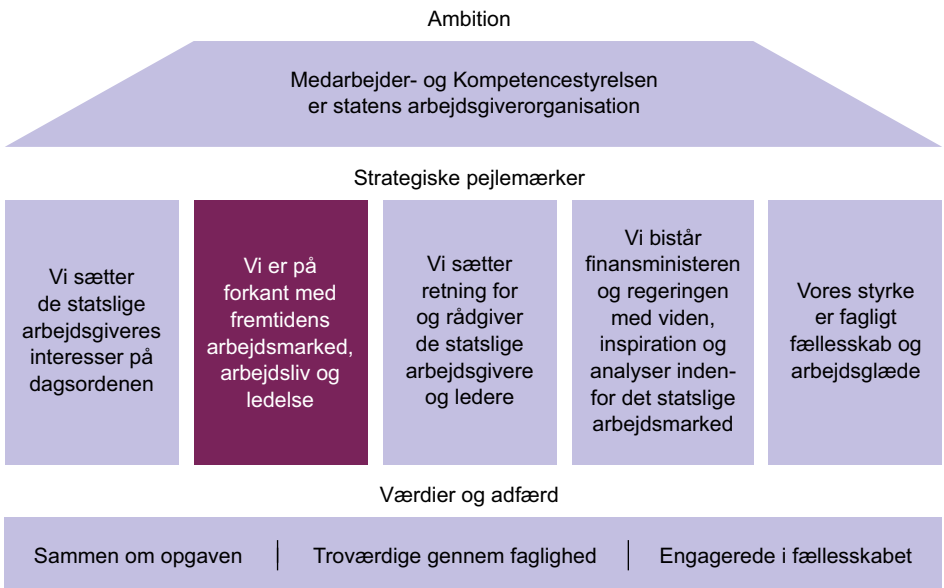 Ambition
Medarbejder- og Kompetencestyrelsen
er statens arbejdsgiverorganisation
Strategiske pejlemærker
Vi sætter
de statslige
arbejdsgiveres
interesser på
dagsordenen
Vi er på
forkant med
fremtidens
arbejdsmarked,
arbejdsliv og
ledelse
Vi sætter
retning for
og rådgiver
de statslige
arbejdsgivere
og ledere
Vi bistår
finansministeren
og regeringen
med viden,
inspiration og
analyser inden-
for det statslige
arbejdsmarked
Vores styrke
er fagligt
fællesskab og
arbejdsglæde
Værdier og adfærd
Sammen om opgaven | Troværdige gennem faglighed | Engagerede i fællesskabet